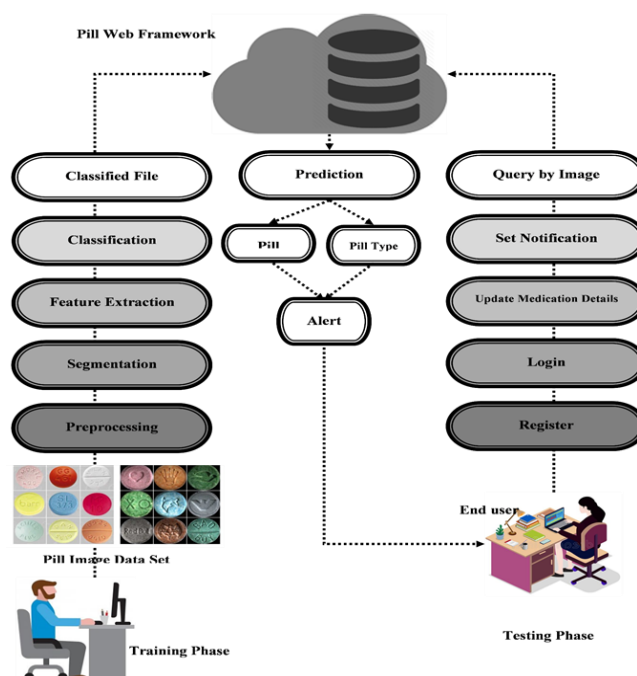 Pill Web Framework
Classified File
Prediction
Query by Image
Classification
Pill
Pill Type
Set Notification
Feature Extraction
Update Medication Details
Alert
Segmentation
Login
Preprocessing
Register
End user
Pill Image Data Set
Training Phase
Testing Phase